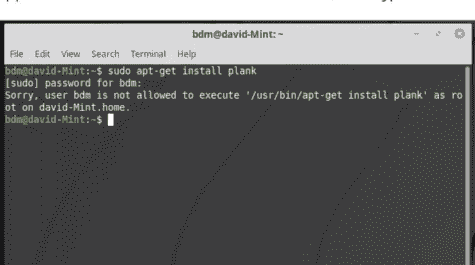 bdm@david-Mint: ~
File Edit View Search Terminal Help
bdm@david-Mint:~$ sudo apt-get install plank
[sudo] password for bdm:
Sorry, user bdm is not allowed to execute '/usr/bin/apt-get install plank' as ro
ot on david-Mint.home.
bdm@david-Mint:~$